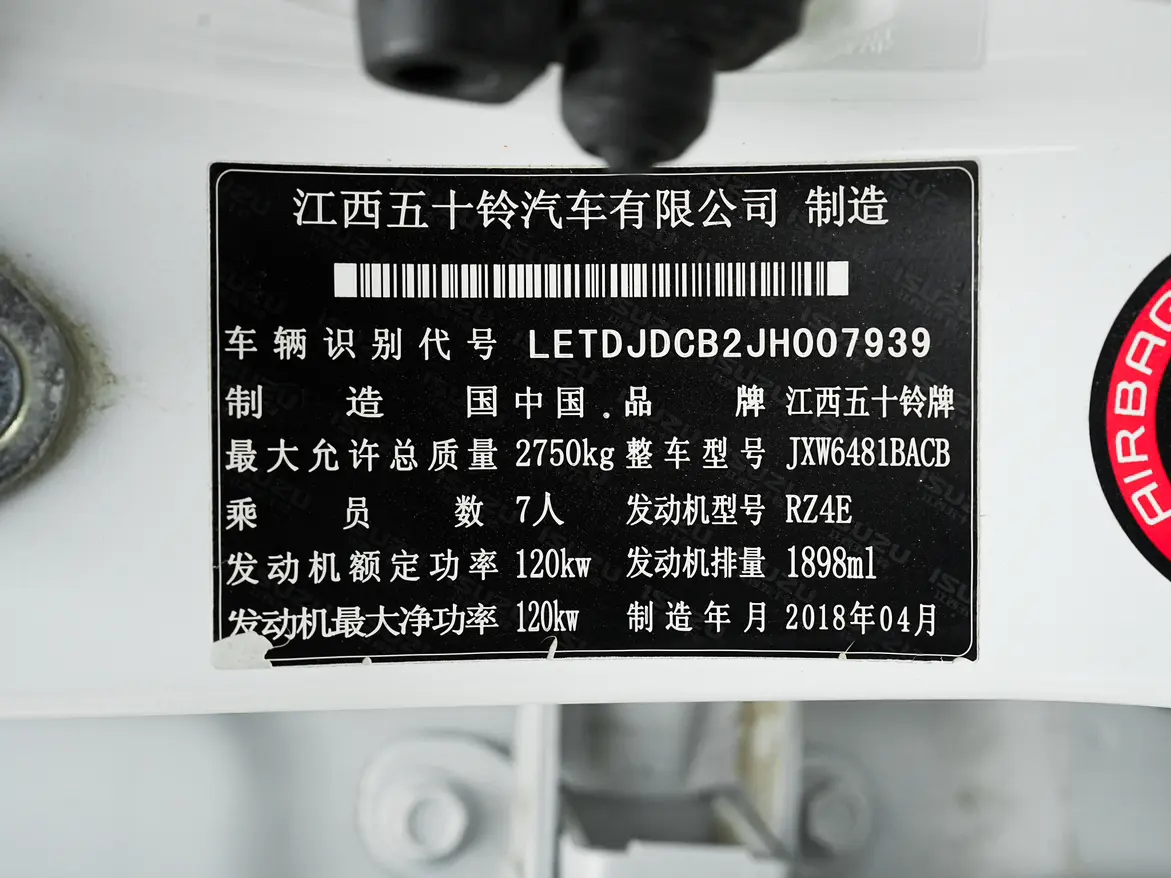 江西五十铃汽车有限公司 制造
车辆识别代号 LETDJDCB2JH007939
制造国 中国. 品牌 江西五十铃牌
最大允许总质量 2750kg 整车型号 JXW6481BACB
乘员数 7人 发动机型号 RZ4E
发动机额定功率 120kw 发动机排量 1898ml
发动机最大净功率 120kw 制造年月 2018年04月
AIRBAG